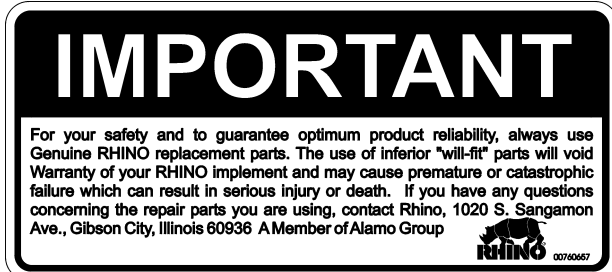 IMPORTANT
For your safety and to guarantee optimum product reliability, always use
Genuine RHINO replacement parts. The use of inferior "will-fit" parts will void
Warranty of your RHINO implement and may cause premature or catastrophic
failure which can result in serious injury or death. If you have any questions
concerning the repair parts you are using, contact Rhino, 1020 S. Sangamon
Ave., Gibson City, Illinois 60936 A Member of Alamo Group
RHINO 00760657